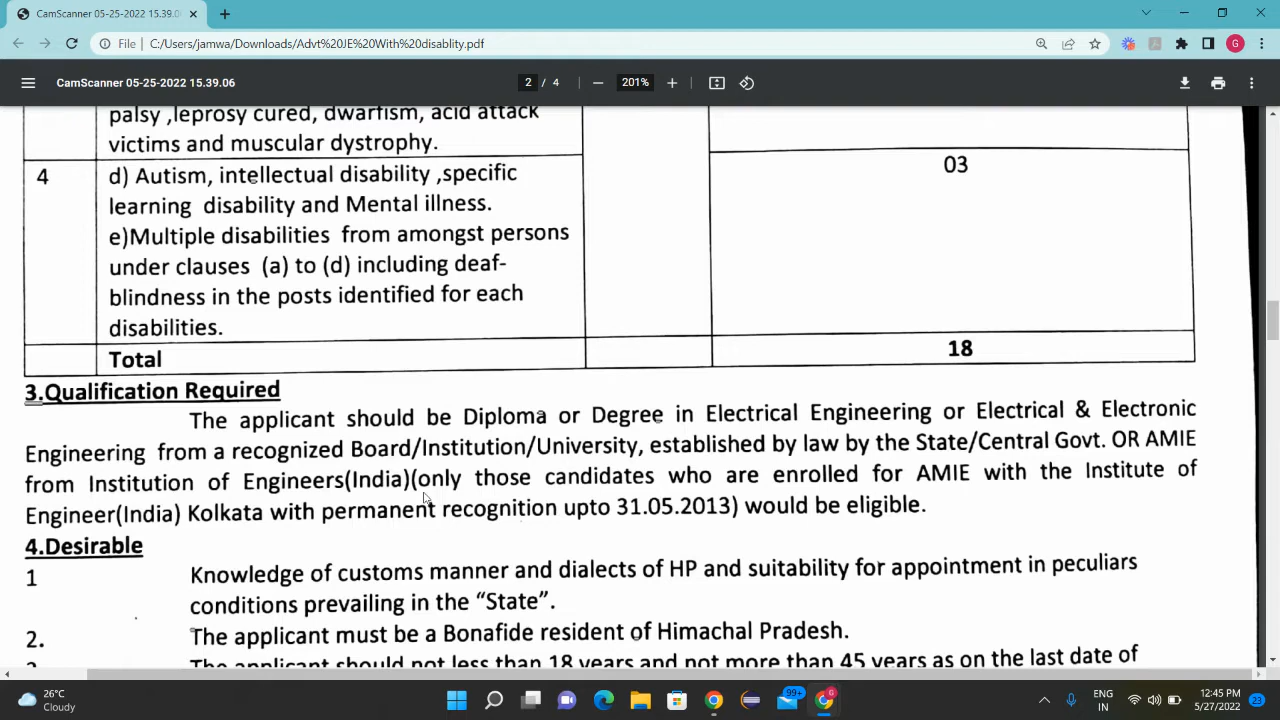 CamScanner 05-25-2022 15.39.0
File | C:/Users/jamwa/Downloads/Advt%20JE%20With%20disablity.pdf
G
CamScanner 05-25-2022 15.39.06
2 / 4
201%
palsy ,leprosy cured, dwarfism, acid attack
victims and muscular dystrophy.
4
d) Autism, intellectual disability ,specific
learning disability and Mental illness.
e)Multiple disabilities from amongst persons
under clauses (a) to (d) including deaf-
blindness in the posts identified for each
disabilities.
03
Total
18
3.Qualification Required
The applicant should be Diploma or Degree in Electrical Engineering or Electrical & Electronic
Engineering from a recognized Board/Institution/University, established by law by the State/Central Govt. OR AMIE
from Institution of Engineers(India)(only those candidates who are enrolled for AMIE with the Institute of
Engineer(India) Kolkata with permanent recognition upto 31.05.2013) would be eligible.
4.Desirable
1 Knowledge of customs manner and dialects of HP and suitability for appointment in peculiars
conditions prevailing in the “State”.
2. The applicant must be a Bonafide resident of Himachal Pradesh.
The applicant should not less than 18 years and not more than 45 years as on the last date of
26°C
Cloudy
99+
G
ENG
IN
12:45 PM
5/27/2022
23